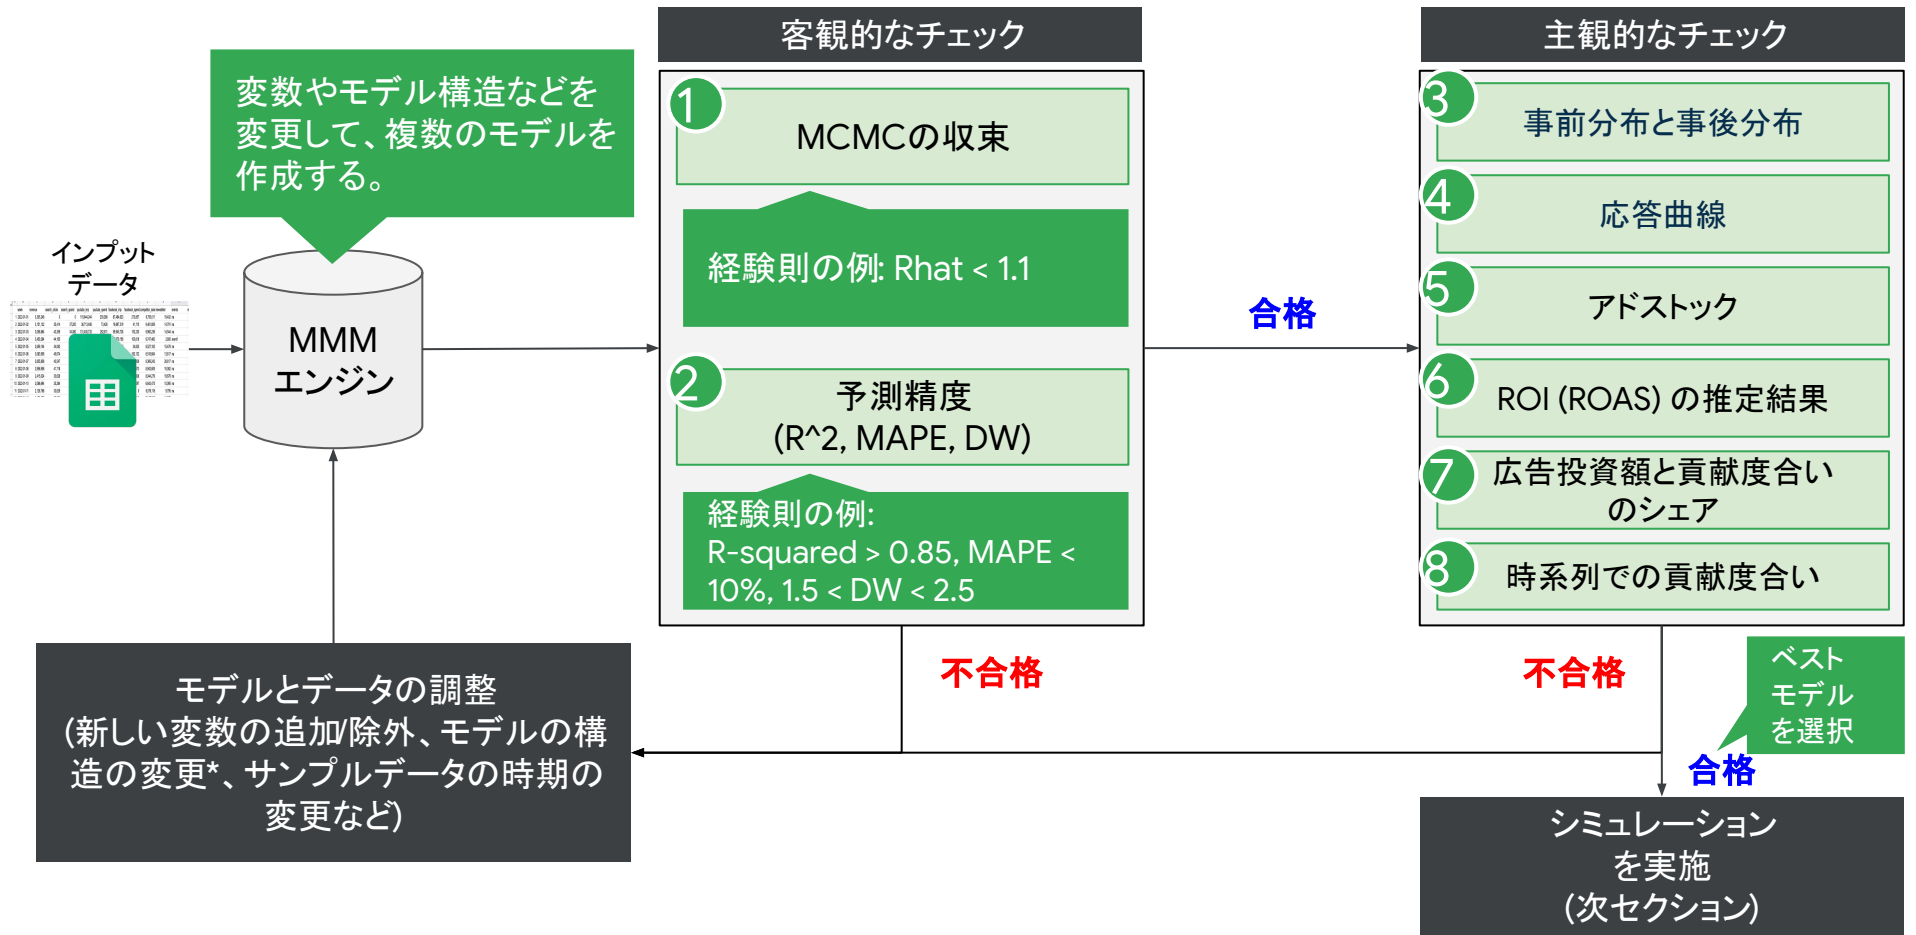 客観的なチェック
主観的なチェック
変数やモデル構造などを
変更して、複数のモデルを
作成する。
インプット
データ
MMM
エンジン
1
MCMCの収束
経験則の例: Rhat < 1.1
2
予測精度
(R^2, MAPE, DW)
経験則の例:
R-squared > 0.85, MAPE <
10%, 1.5 < DW < 2.5
合格
3
事前分布と事後分布
4
応答曲線
5
アドストック
6
ROI (ROAS) の推定結果
7
広告投資額と貢献度合い
のシェア
8
時系列での貢献度合い
不合格
不合格
ベスト
モデル
を選択
合格
モデルとデータの調整
(新しい変数の追加/除外、モデルの構
造の変更*、サンプルデータの時期の
変更など)
シミュレーション
を実施
(次セクション)